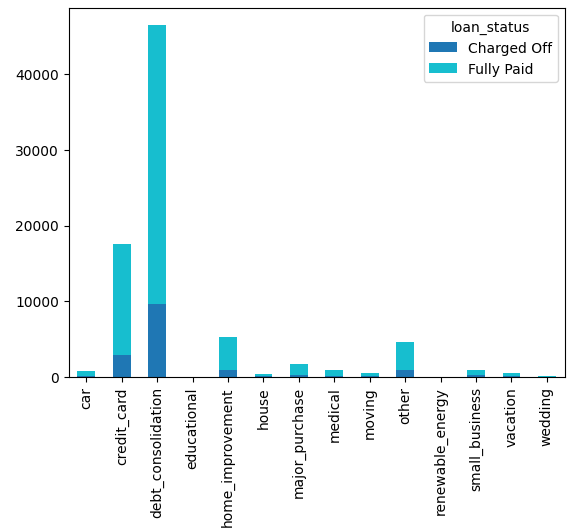 loan_status
Charged Off
Fully Paid
40000
30000
20000
10000
0
car
credit_card
debt_consolidation
educational
home_improvement
house
major_purchase
medical
moving
other
renewable_energy
small_business
vacation
wedding